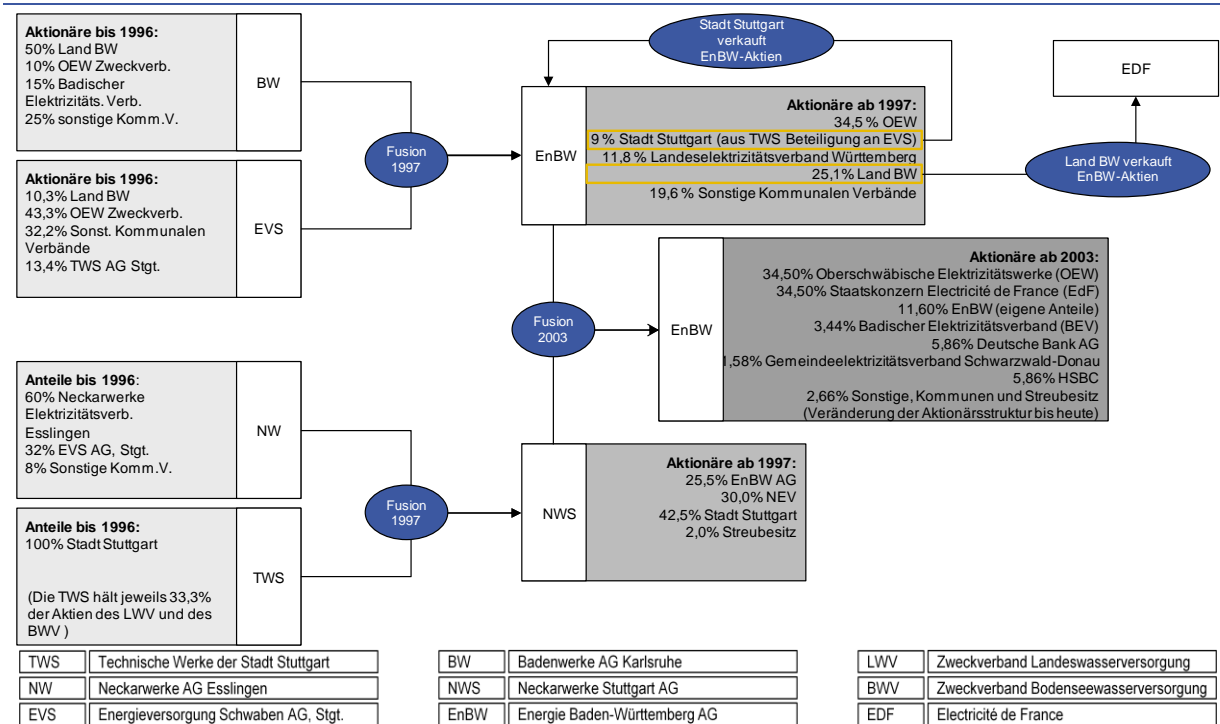 Aktionäre bis 1996:
50% Land BW
10% OEW Zweckverb.
15% Badischer
Elektrizitäts. Verb.
25% sonstige Komm.V.
BW
Aktionäre bis 1996:
10,3% Land BW
43,3% OEW Zweckverb.
32,2% Sonst. Kommunalen
Verbände
13,4% TWS AG Stgt.
EVS
Fusion
1997
Stadt Stuttgart
verkauft
EnBW-Aktien
EnBW
Aktionäre ab 1997:
34,5 % OEW
9 % Stadt Stuttgart (aus TWS Beteiligung an EVS)
11,8 % Landeselektrizitätsverband Württemberg
25,1% Land BW
19,6 % Sonstige Kommunalen Verbände
EDF
Land BW verkauft
EnBW-Aktien
Fusion
2003
EnBW
Aktionäre ab 2003:
34,50% Oberschwäbische Elektrizitätswerke (OEW)
34,50% Staatskonzern Electricité de France (EdF)
11,60% EnBW (eigene Anteile)
3,44% Badischer Elektrizitätsverband (BEV)
5,86% Deutsche Bank AG
1,58% Gemeindeelektrizitätsverband Schwarzwald-Donau
5,86% HSBC
2,66% Sonstige, Kommunen und Streubesitz
(Veränderung der Aktionärsstruktur bis heute)
Anteile bis 1996:
60% Neckarwerke
Elektrizitätsverb.
Esslingen
32% EVS AG, Stgt.
8% Sonstige Komm.V.
NW
Anteile bis 1996:
100% Stadt Stuttgart
(Die TWS hält jeweils 33,3%
der Aktien des LWV und des
BWV )
TWS
Fusion
1997
NWS
Aktionäre ab 1997:
25,5% EnBW AG
30,0% NEV
42,5% Stadt Stuttgart
2,0% Streubesitz
TWS Technische Werke der Stadt Stuttgart
NW Neckarwerke AG Esslingen
EVS Energieversorgung Schwaben AG, Stgt.
BW Badenwerke AG Karlsruhe
NWS Neckarwerke Stuttgart AG
EnBW Energie Baden-Württemberg AG
LWV Zweckverband Landeswasserversorgung
BWV Zweckverband Bodenseewasserversorgung
EDF Electricité de France